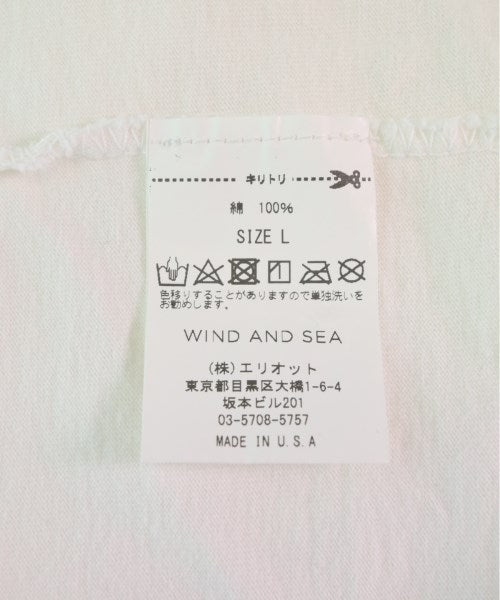 キリトリ
綿 100%
SIZE L
色移りすることがありますので単独洗いを
お勧めします。
WIND AND SEA
(株)エリオット
東京都目黒区大橋1-6-4
坂本ビル201
03-5708-5757
MADE IN U.S.A